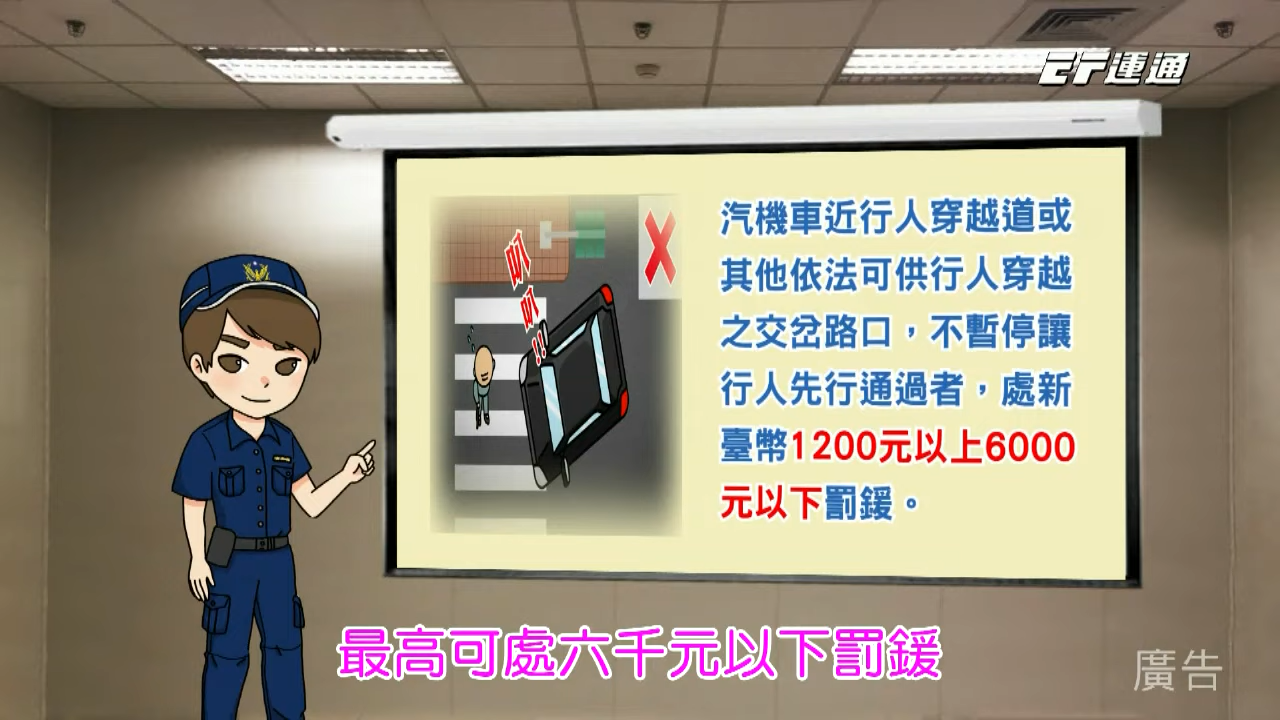 ET運通
汽機車近行人穿越道或
其他依法可供行人穿越
之交岔路口，不暫停讓
行人先行通過者，處新
臺幣1200元以上6000
元以下罰鍰。
叭
叭!!
最高可處六千元以下罰鍰
廣告